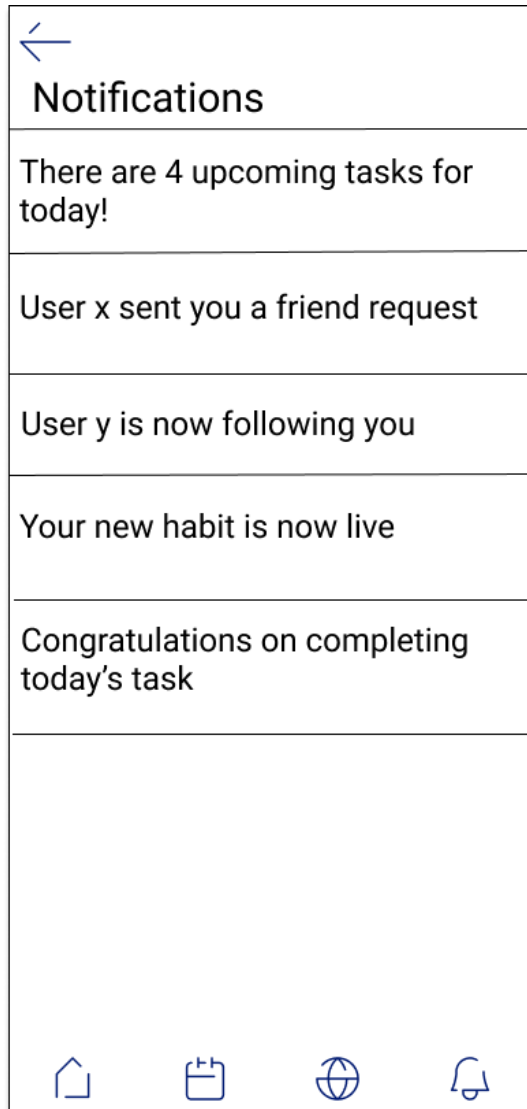 Notifications
There are 4 upcoming tasks for
today!
User x sent you a friend request
User y is now following you
Your new habit is now live
Congratulations on completing
today’s task